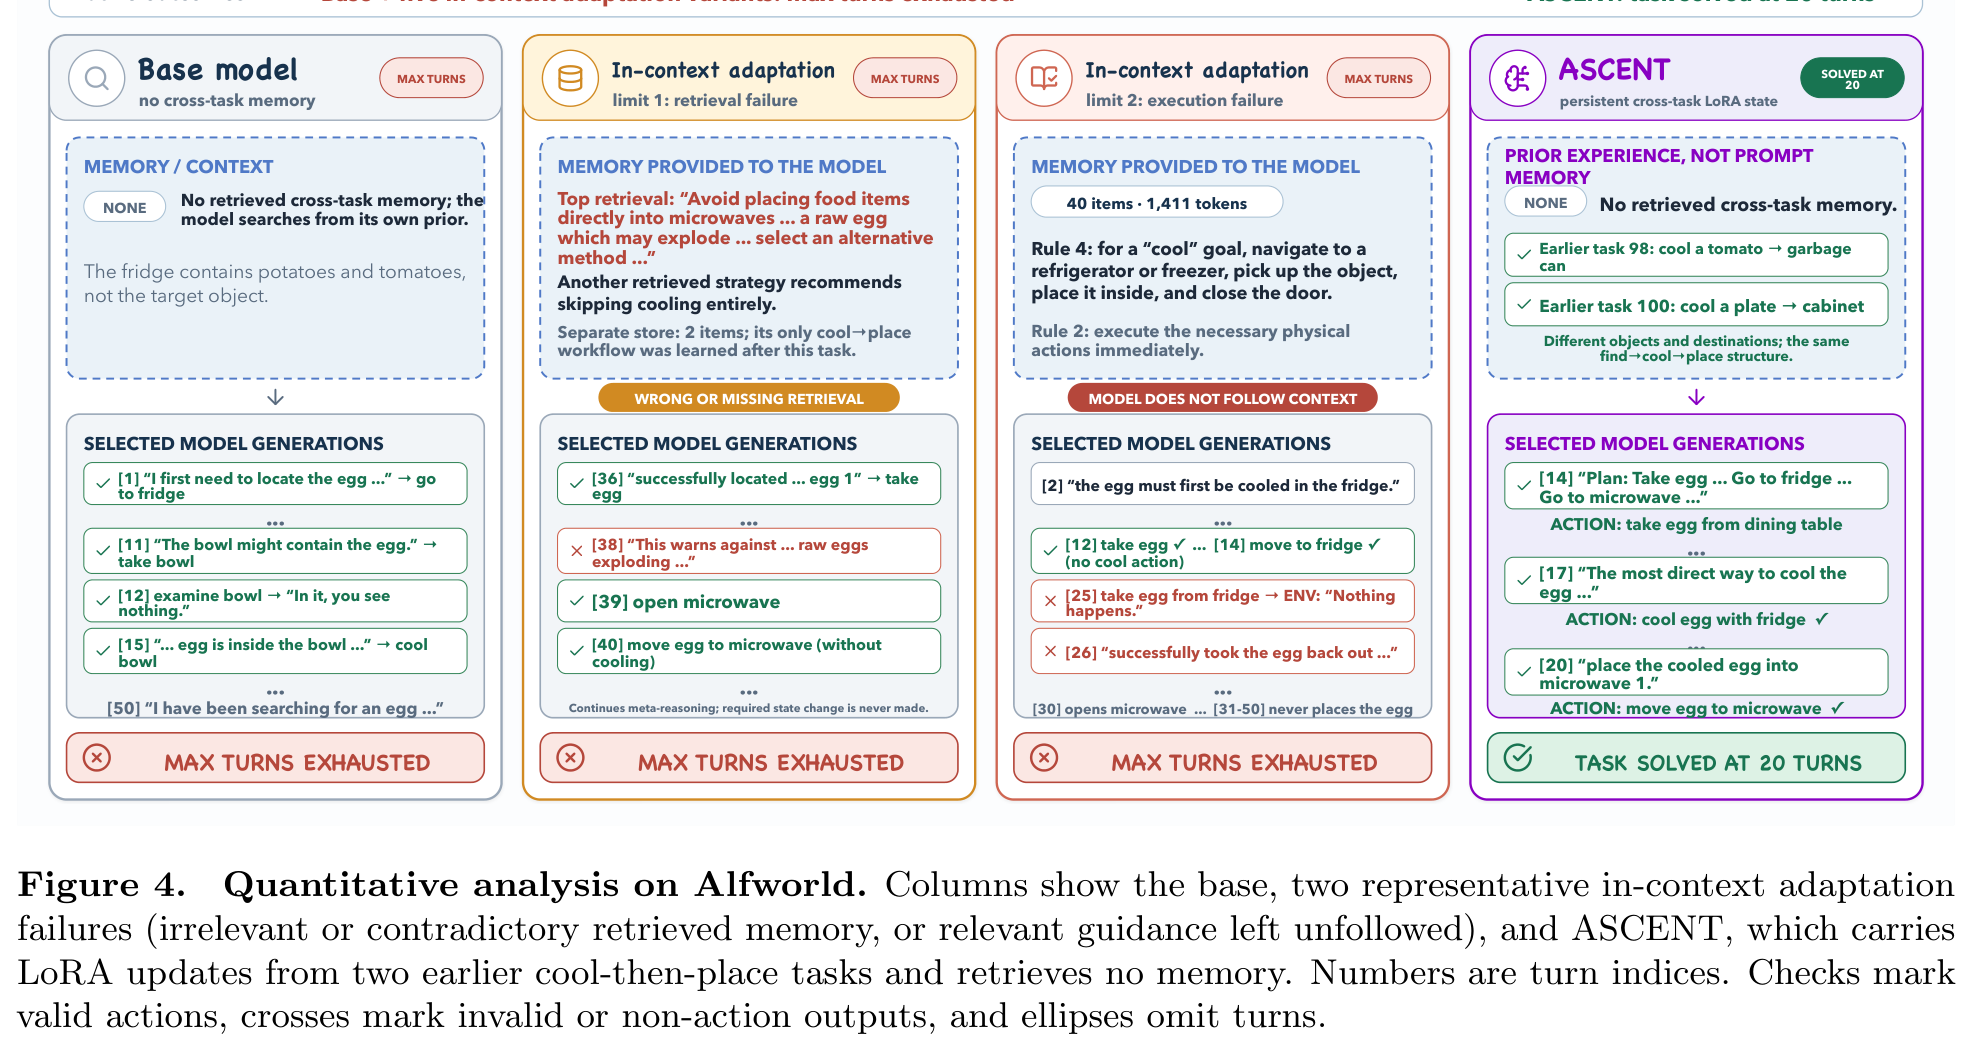 Base model
no cross-task memory
MAX TURNS
MEMORY / CONTEXT
NONE
No retrieved cross-task memory; the
model searches from its own prior.
The fridge contains potatoes and tomatoes,
not the target object.
SELECTED MODEL GENERATIONS
[1] “I first need to locate the egg ...” → go
to fridge
...
[11] “The bowl might contain the egg.” →
take bowl
[12] examine bowl → “In it, you see
nothing.”
[15] “... egg is inside the bowl ...” → cool
bowl
...
[50] “I have been searching for an egg ...”
MAX TURNS EXHAUSTED
In-context adaptation
limit 1: retrieval failure
MAX TURNS
MEMORY PROVIDED TO THE MODEL
Top retrieval: “Avoid placing food items
directly into microwaves ... a raw egg
which may explode ... select an alternative
method ...”
Another retrieved strategy recommends
skipping cooling entirely.
Separate store: 2 items; its only cool→place
workflow was learned after this task.
WRONG OR MISSING RETRIEVAL
SELECTED MODEL GENERATIONS
[36] “successfully located ... egg 1” → take
egg
...
[38] “This warns against ... raw eggs
exploding ...”
[39] open microwave
[40] move egg to microwave (without
cooling)
...
Continues meta-reasoning; required state change is never made.
MAX TURNS EXHAUSTED
In-context adaptation
limit 2: execution failure
MAX TURNS
MEMORY PROVIDED TO THE MODEL
40 items · 1,411 tokens
Rule 4: for a “cool” goal, navigate to a
refrigerator or freezer, pick up the object,
place it inside, and close the door.
Rule 2: execute the necessary physical
actions immediately.
MODEL DOES NOT FOLLOW CONTEXT
SELECTED MODEL GENERATIONS
[2] “the egg must first be cooled in the fridge.”
...
[12] take egg ✓ ... [14] move to fridge ✓
(no cool action)
[25] take egg from fridge → ENV: “Nothing
happens.”
[26] “successfully took the egg back out ...”
...
[30] opens microwave ... [31-50] never places the egg
MAX TURNS EXHAUSTED
ASCENT
persistent cross-task LoRA state
SOLVED AT
20
PRIOR EXPERIENCE, NOT PROMPT
MEMORY
NONE
No retrieved cross-task memory.
Earlier task 98: cool a tomato → garbage
can
Earlier task 100: cool a plate → cabinet
Different objects and destinations; the same
find→cool→place structure.
SELECTED MODEL GENERATIONS
[14] “Plan: Take egg ... Go to fridge ...
Go to microwave ...”
ACTION: take egg from dining table
...
[17] “The most direct way to cool the
egg ...”
ACTION: cool egg with fridge ✓
...
[20] “place the cooled egg into
microwave 1.”
ACTION: move egg to microwave ✓
TASK SOLVED AT 20 TURNS
Figure 4. Quantitative analysis on Alfworld. Columns show the base, two representative in-context adaptation
failures (irrelevant or contradictory retrieved memory, or relevant guidance left unfollowed), and ASCENT, which carries
LoRA updates from two earlier cool-then-place tasks and retrieves no memory. Numbers are turn indices. Checks mark
valid actions, crosses mark invalid or non-action outputs, and ellipses omit turns.